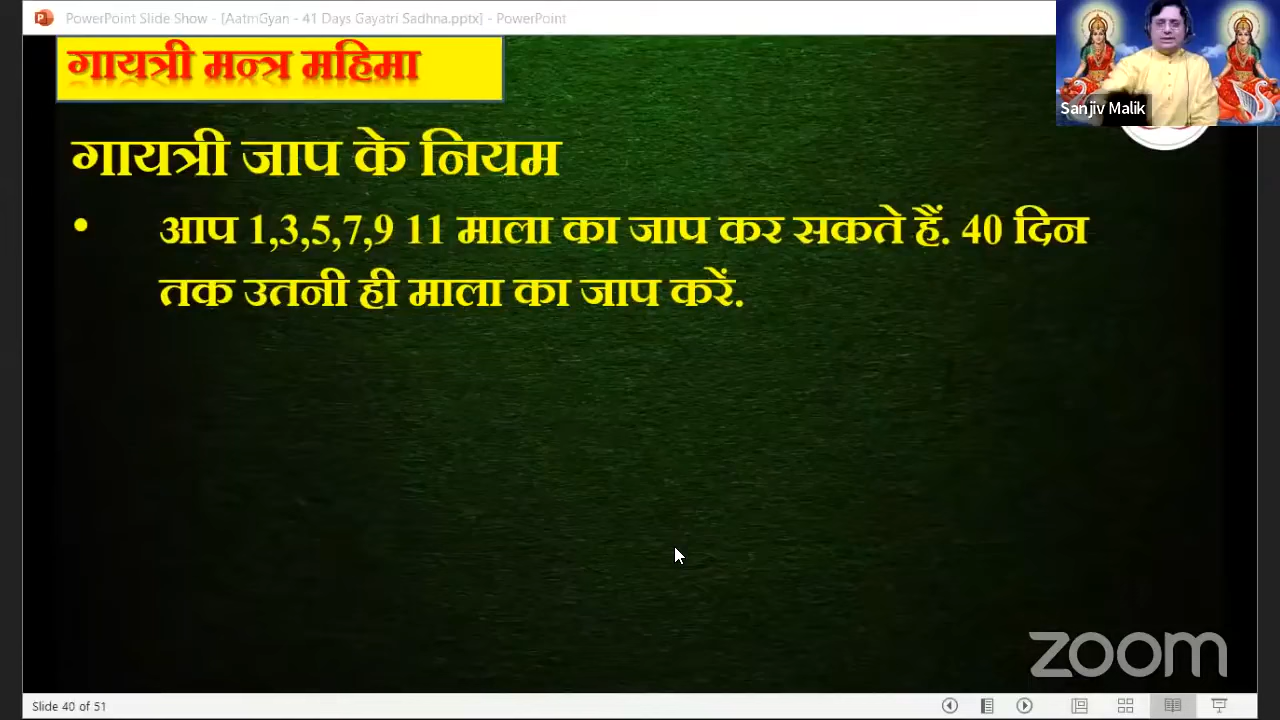 PowerPoint Slide Show - [AatmGyan - 41 Days Gayatri Sadhna.pptx] - PowerPoint
गायत्री मन्त्र महिमा
Sanjiv Malik
गायत्री जाप के नियम
• आप 1,3,5,7,9 11 माला का जाप कर सकते हैं. 40 दिन
तक उतनी ही माला का जाप करें.
zoom
Slide 40 of 51